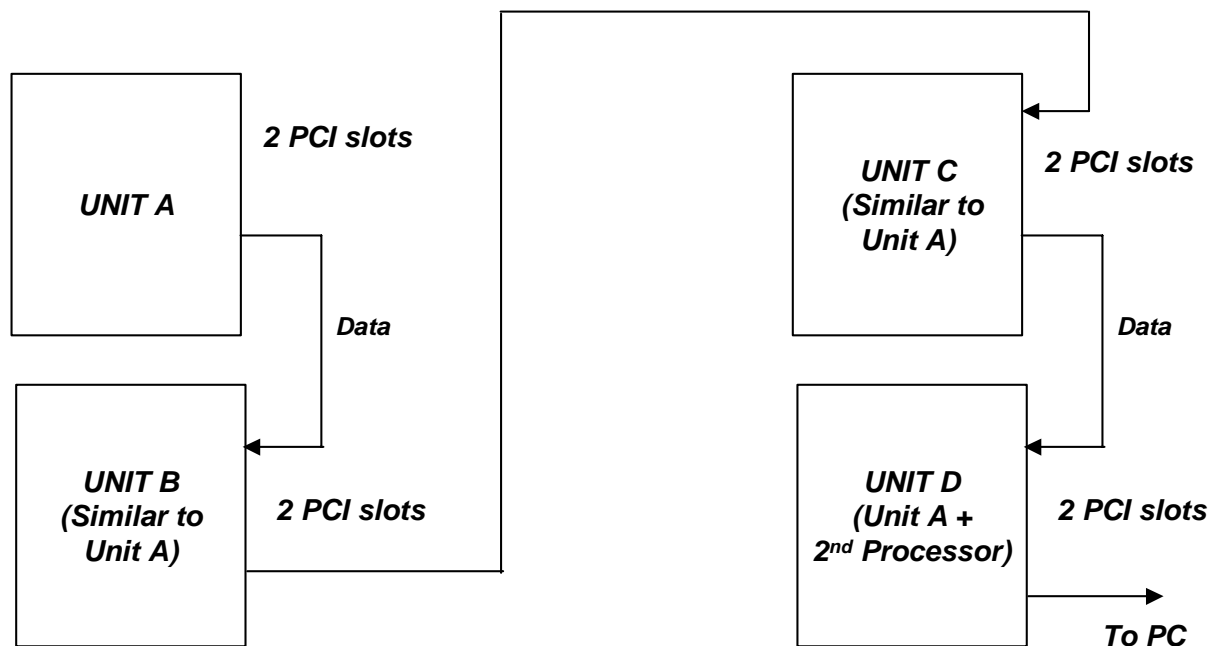 2 PCI slots
UNIT A
Data
UNIT B
(Similar to
Unit A)
2 PCI slots
UNIT C
(Similar to
Unit A)
2 PCI slots
Data
UNIT D
(Unit A +
2nd Processor)
2 PCI slots
To PC